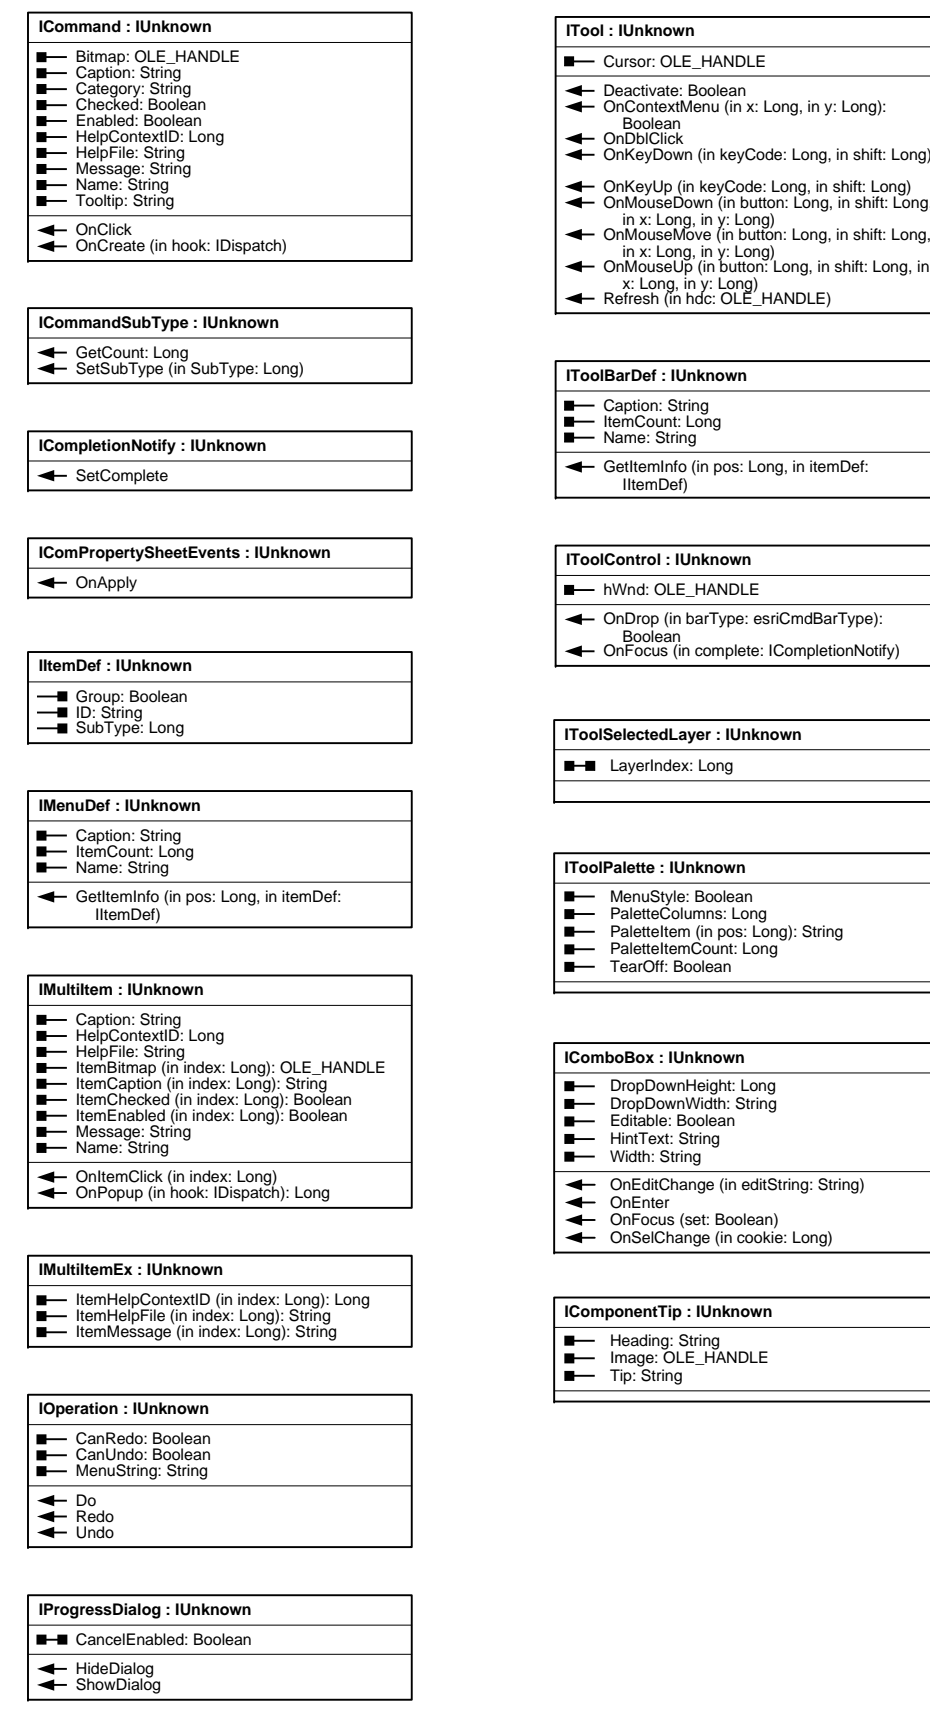 ICommand : IUnknown
Bitmap: OLE_HANDLE
Caption: String
Category: String
Checked: Boolean
Enabled: Boolean
HelpContextID: Long
HelpFile: String
Message: String
Name: String
Tooltip: String
OnClick
OnCreate (in hook: IDispatch)
ICommandSubType : IUnknown
GetCount: Long
SetSubType (in SubType: Long)
ICompletionNotify : IUnknown
SetComplete
IComPropertySheetEvents : IUnknown
OnApply
IItemDef : IUnknown
Group: Boolean
ID: String
SubType: Long
IMenuDef : IUnknown
Caption: String
ItemCount: Long
Name: String
GetItemInfo (in pos: Long, in itemDef:
IItemDef)
IMultiItem : IUnknown
Caption: String
HelpContextID: Long
HelpFile: String
ItemBitmap (in index: Long): OLE_HANDLE
ItemCaption (in index: Long): String
ItemChecked (in index: Long): Boolean
ItemEnabled (in index: Long): Boolean
Message: String
Name: String
OnItemClick (in index: Long)
OnPopup (in hook: IDispatch): Long
IMultiItemEx : IUnknown
ItemHelpContextID (in index: Long): Long
ItemHelpFile (in index: Long): String
ItemMessage (in index: Long): String
IOperation : IUnknown
CanRedo: Boolean
CanUndo: Boolean
MenuString: String
Do
Redo
Undo
IProgressDialog : IUnknown
CancelEnabled: Boolean
HideDialog
ShowDialog
ITool : IUnknown
Cursor: OLE_HANDLE
Deactivate: Boolean
OnContextMenu (in x: Long, in y: Long):
Boolean
OnDblClick
OnKeyDown (in keyCode: Long, in shift: Long)
OnKeyUp (in keyCode: Long, in shift: Long)
OnMouseDown (in button: Long, in shift: Long
in x: Long, in y: Long)
OnMouseMove (in button: Long, in shift: Long,
in x: Long, in y: Long)
OnMouseUp (in button: Long, in shift: Long, in
x: Long, in y: Long)
Refresh (in hdc: OLE_HANDLE)
IToolBarDef : IUnknown
Caption: String
ItemCount: Long
Name: String
GetItemInfo (in pos: Long, in itemDef:
IItemDef)
IToolControl : IUnknown
hWnd: OLE_HANDLE
OnDrop (in barType: esriCmdBarType):
Boolean
OnFocus (in complete: ICompletionNotify)
IToolSelectedLayer : IUnknown
LayerIndex: Long
IToolPalette : IUnknown
MenuStyle: Boolean
PaletteColumns: Long
PaletteItem (in pos: Long): String
PaletteItemCount: Long
TearOff: Boolean
IComboBox : IUnknown
DropDownHeight: Long
DropDownWidth: String
Editable: Boolean
HintText: String
Width: String
OnEditChange (in editString: String)
OnEnter
OnFocus (set: Boolean)
OnSelChange (in cookie: Long)
IComponentTip : IUnknown
Heading: String
Image: OLE_HANDLE
Tip: String